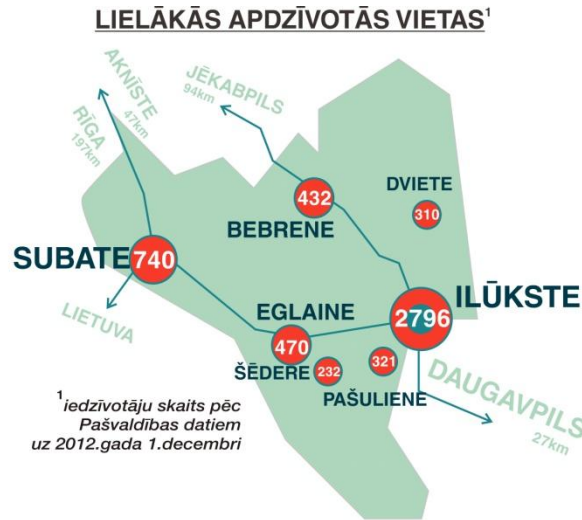 LIELĀKĀS APDZĪVOTĀS VIETAS¹
AKNĪSTE
47km
RĪGA
197km
JĒKABPILS
94km
DVIETE
310
432
BEBRENE
SUBATE
740
ILŪKSTE
2796
LIETUVA
EGLAINE
470
ŠĒDERE
232
321
PAŠULIENE
DAUGAVPILS
27km
¹iedzīvotāju skaits pēc
Pašvaldības datiem
uz 2012.gada 1.decembri